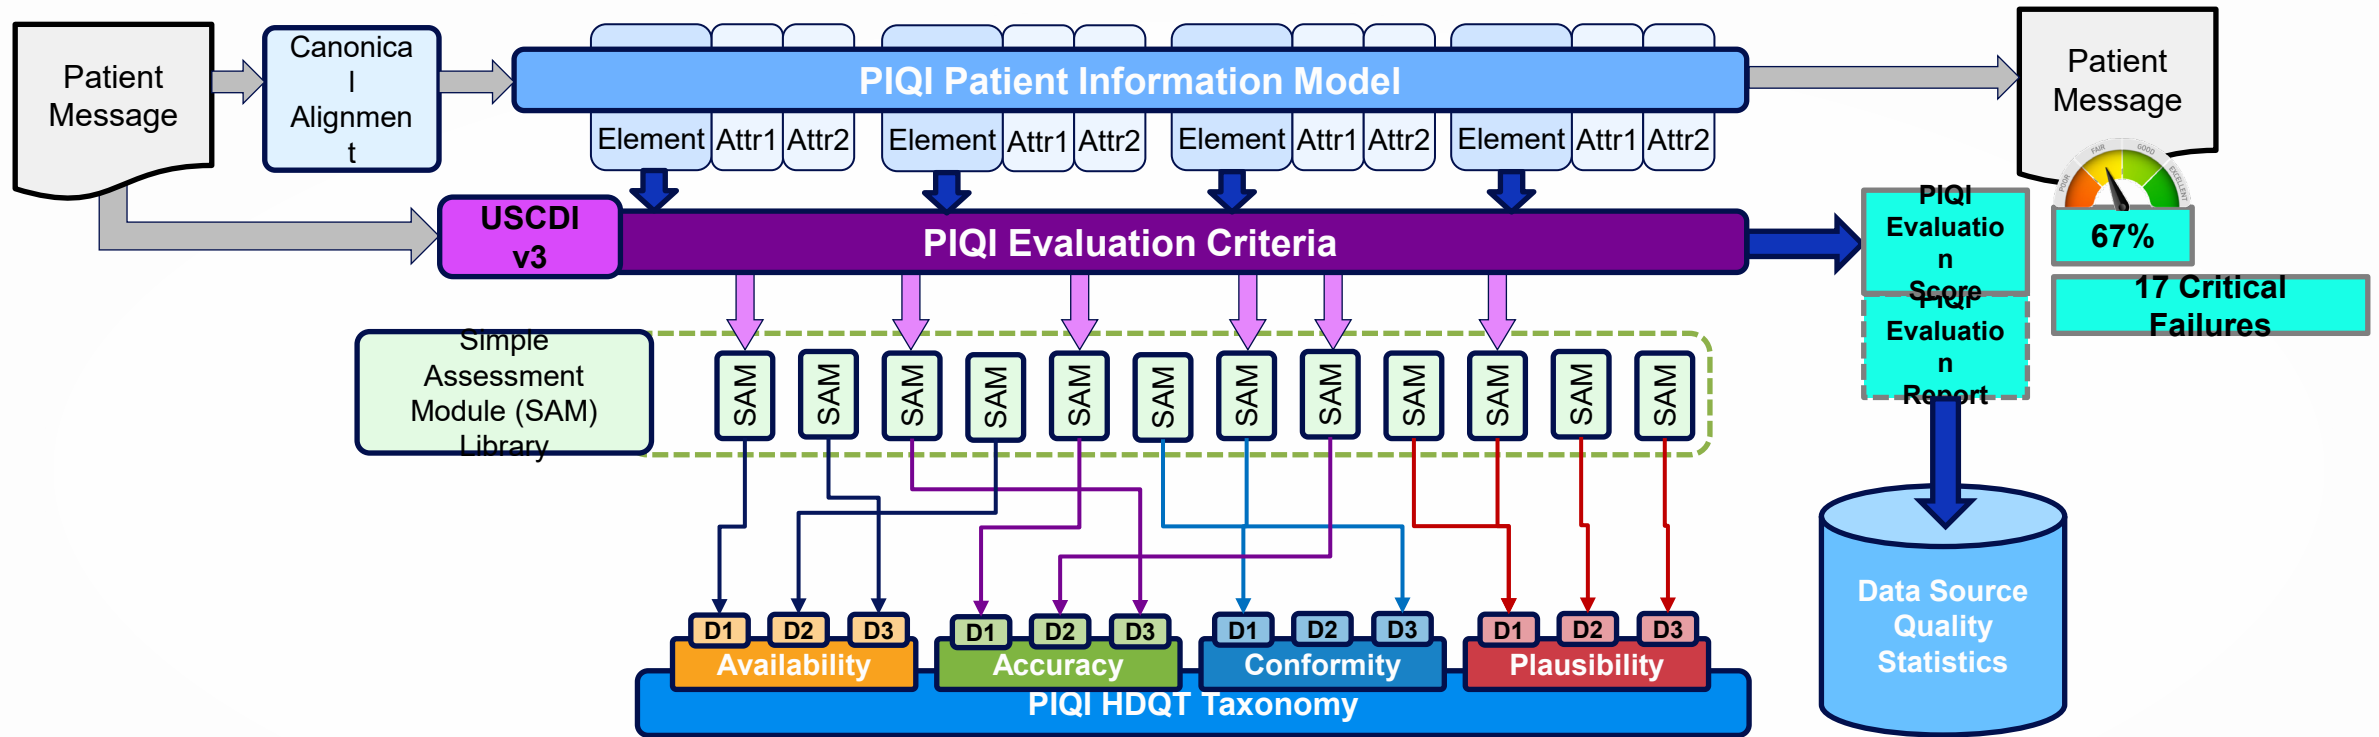 Patient
Message
Canonica
l
Alignmen
t
PIQI Patient Information Model
Element Attr1 Attr2
Element Attr1 Attr2
Element Attr1 Attr2
Element Attr1 Attr2
Patient
Message
POOR FAIR GOOD EXCELLENT
67%
17 Critical
Failures
USCDI
v3
PIQI Evaluation Criteria
PIQI
Evaluatio
n
Score
PIQI
Evaluatio
n
Report
Simple
Assessment
Module (SAM)
Library
SAM SAM SAM SAM SAM SAM SAM SAM SAM SAM SAM SAM
D1 D2 D3
Availability
D1 D2 D3
Accuracy
D1 D2 D3
Conformity
D1 D2 D3
Plausibility
PIQI HDQT Taxonomy
Data Source
Quality
Statistics